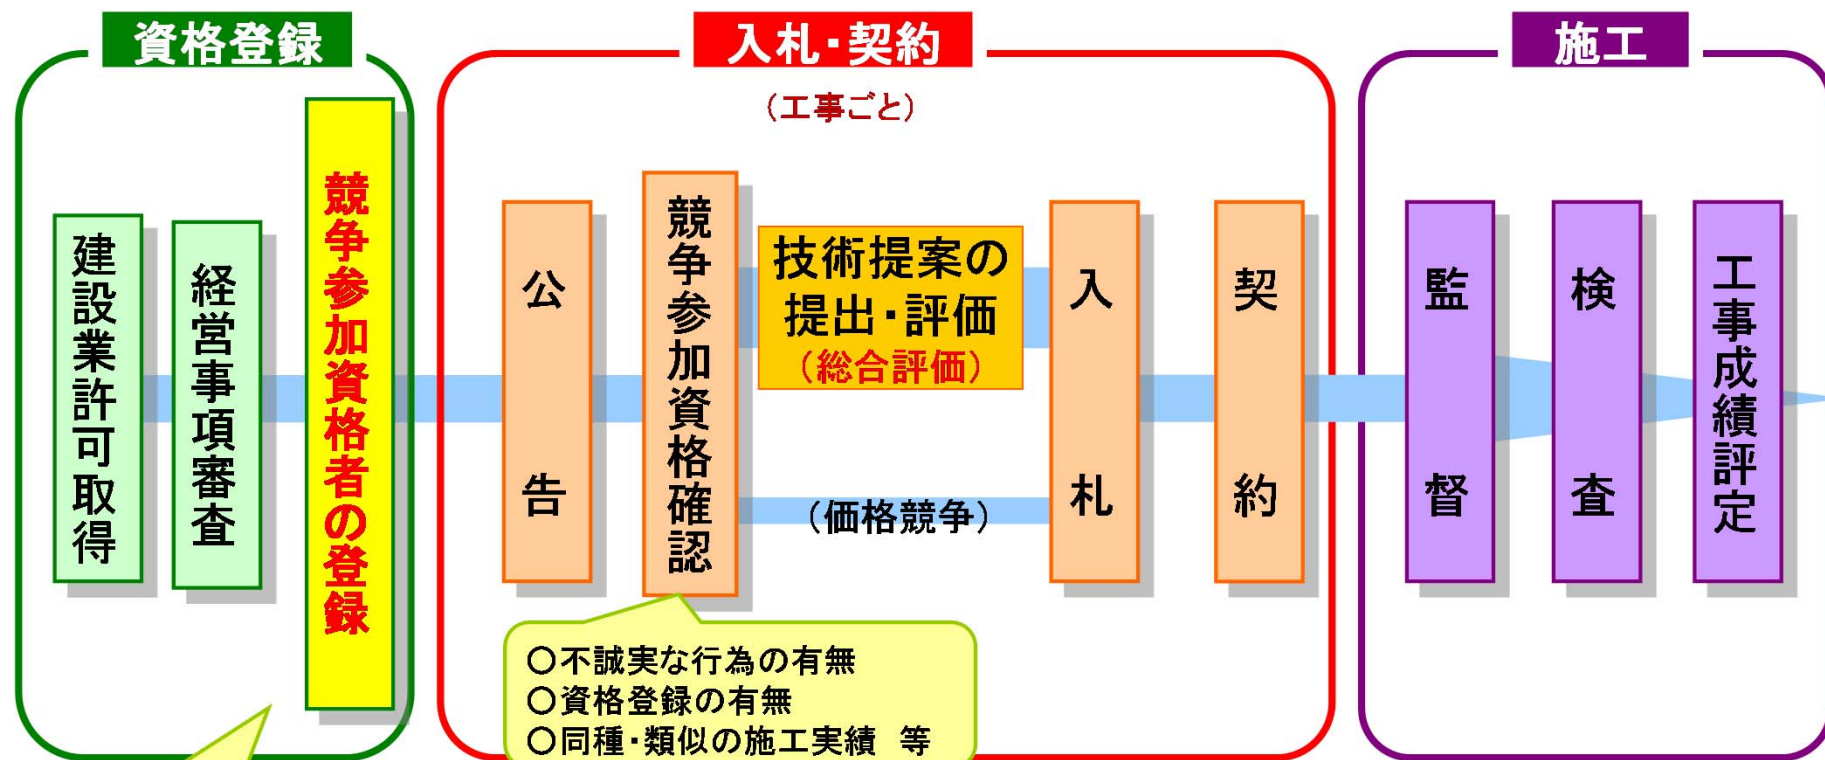 資格登録
建設業許可取得
経営事項審査
競争参加資格者の登録
入札・契約
(工事ごと)
公告
競争参加資格確認
技術提案の
提出・評価
(総合評価)
(価格競争)
入札
契約
○不誠実な行為の有無
○資格登録の有無
○同種・類似の施工実績 等
施工
監督
検査
工事成績評定